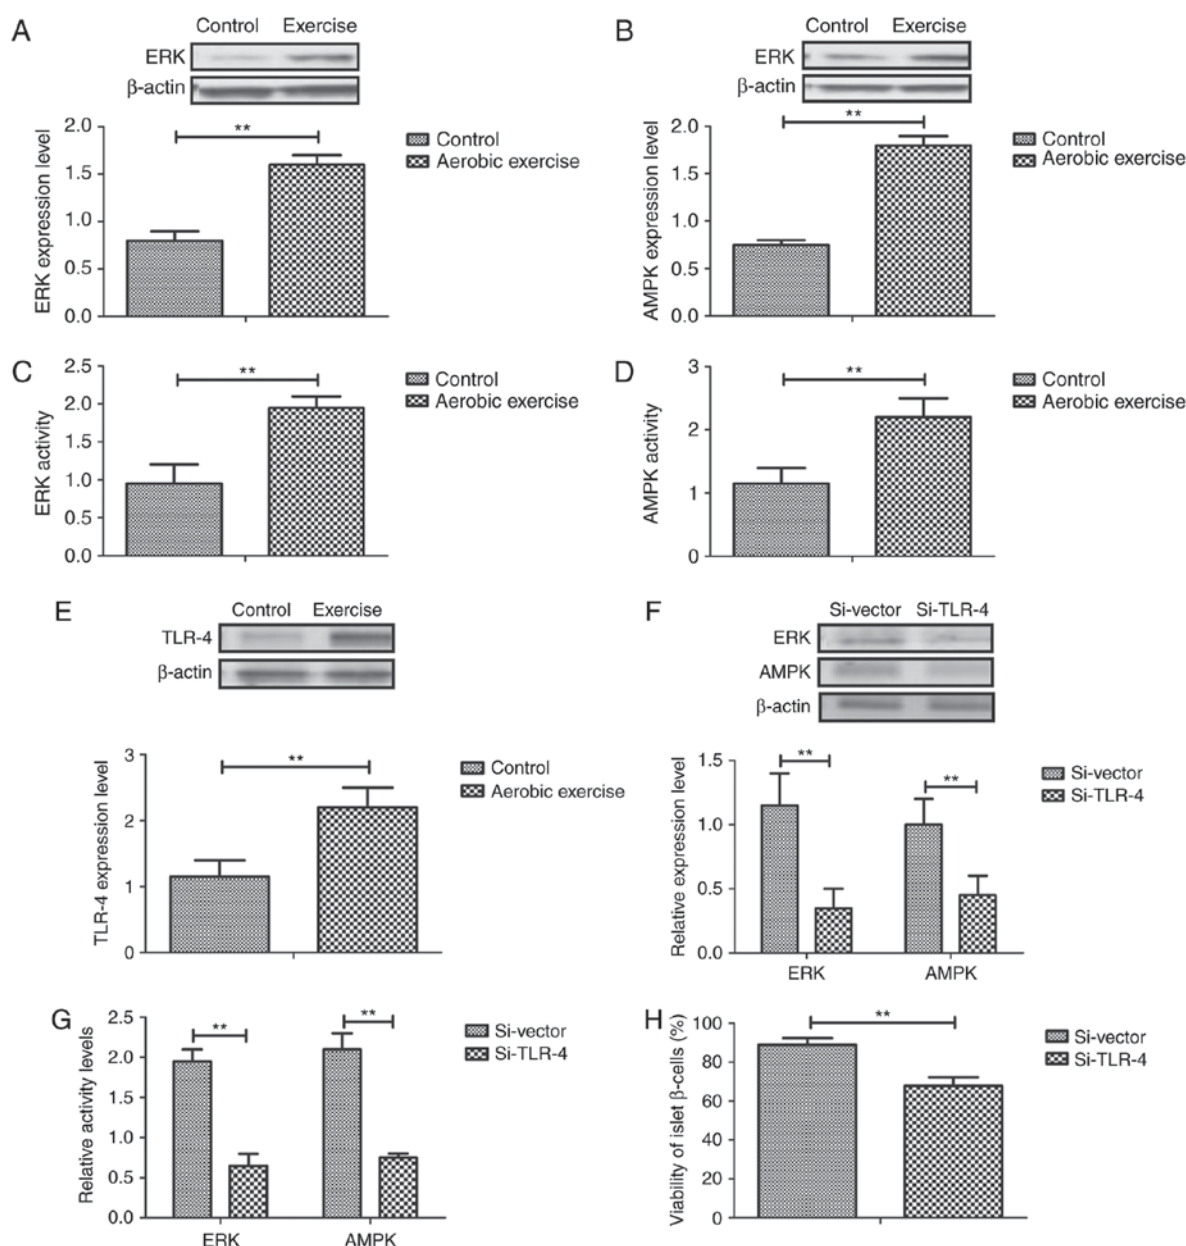 A
Control Exercise
ERK
β-actin
**
2.0
1.5
1.0
0.5
0.0
ERK expression level
Control
Aerobic exercise
B
Control Exercise
ERK
β-actin
**
2.0
1.5
1.0
0.5
0.0
AMPK expression level
Control
Aerobic exercise
C
**
2.5
2.0
1.5
1.0
0.5
0.0
ERK activity
Control
Aerobic exercise
D
**
3
2
1
0
AMPK activity
Control
Aerobic exercise
E
Control Exercise
TLR-4
β-actin
**
3
2
1
0
TLR-4 expression level
Control
Aerobic exercise
F
Si-vector Si-TLR-4
ERK
AMPK
β-actin
** **
1.5
1.0
0.5
0.0
Relative expression level
ERK AMPK
Si-vector
Si-TLR-4
G
** **
2.5
2.0
1.5
1.0
0.5
0.0
Relative activity levels
ERK AMPK
Si-vector
Si-TLR-4
H
**
100
80
60
40
20
0
Viability of islet β-cells (%)
Si-vector
Si-TLR-4